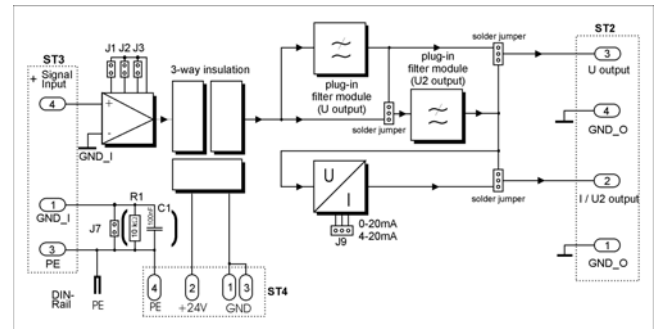 ST3
+ Signal
Input
4
J1 J2 J3
+
-
GND_I
3-way insulation
plug-in
filter module
(U output)
solder jumper
plug-in
filter module
(U2 output)
solder jumper
ST2
3
U output
4
GND_O
U
I
0-20mA
4-20mA
J9
solder jumper
2
I / U2 output
1
GND_O
1
GND_I
J7
R1
10 kΩ
C1
100nF
3
PE
DIN-
Rail
PE
4
PE
2
+24V
1
3
GND
ST4